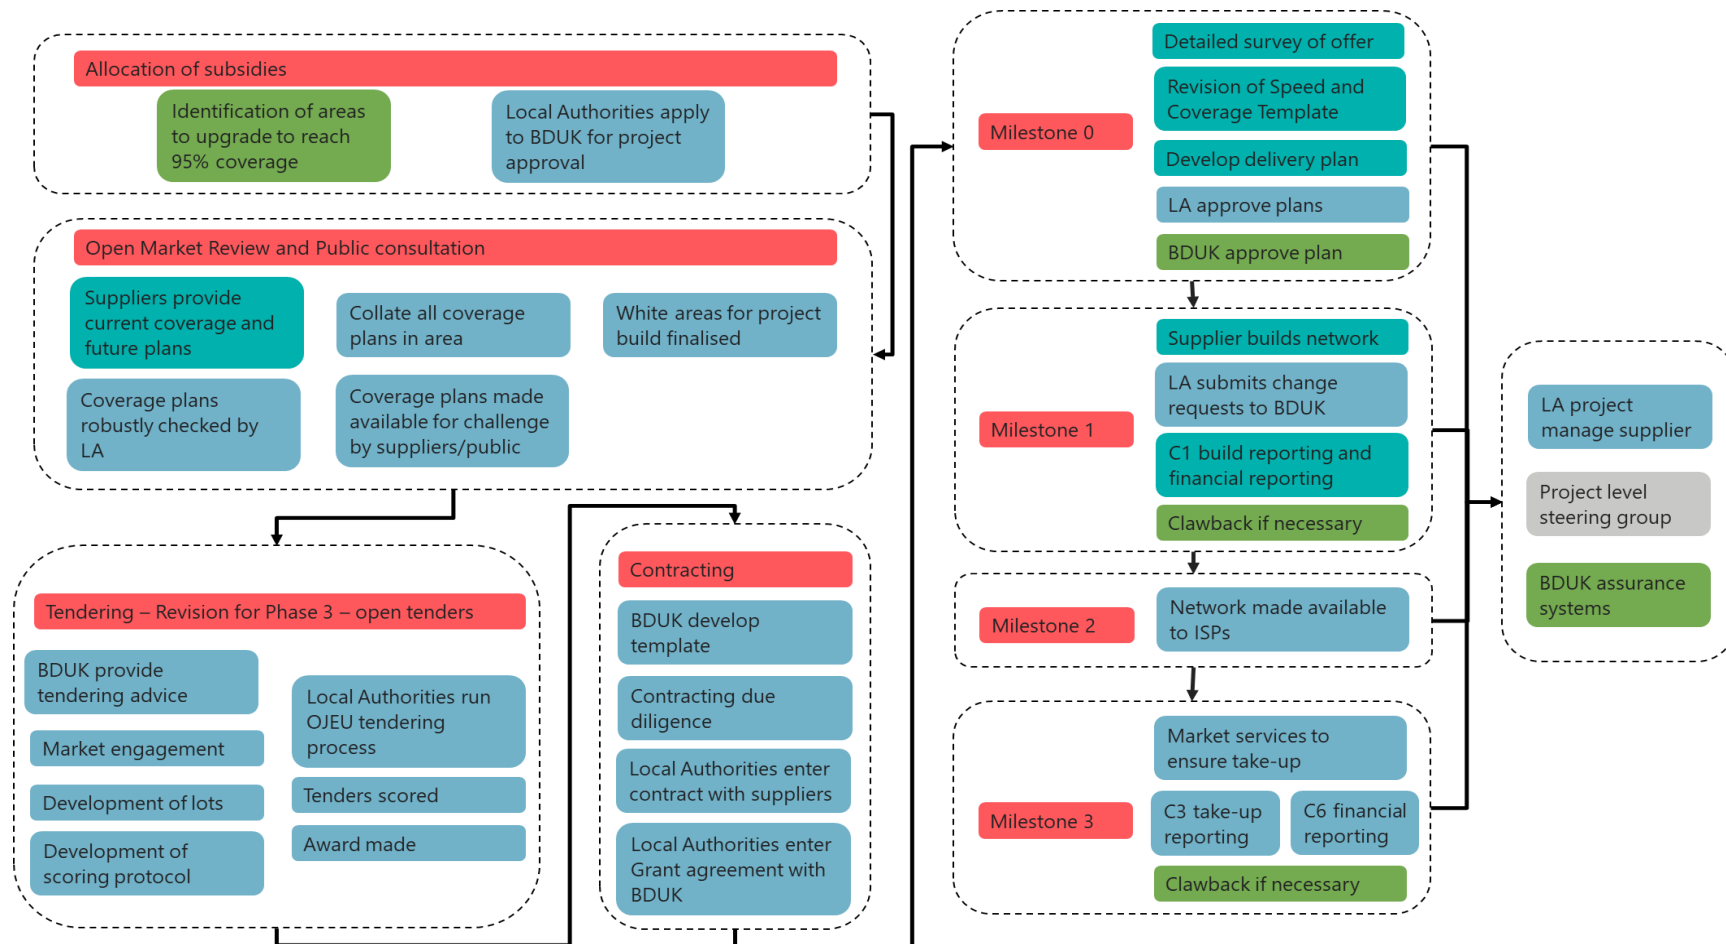 Allocation of subsidies
Identification of areas
to upgrade to reach
95% coverage
Local Authorities apply
to BDUK for project
approval
Open Market Review and Public consultation
Suppliers provide
current coverage and
future plans
Collate all coverage
plans in area
White areas for project
build finalised
Coverage plans
robustly checked by
LA
Coverage plans made
available for challenge
by suppliers/public
Tendering – Revision for Phase 3 – open tenders
BDUK provide
tendering advice
Market engagement
Development of lots
Development of
scoring protocol
Local Authorities run
OJEU tendering
process
Tenders scored
Award made
Contracting
BDUK develop
template
Contracting due
diligence
Local Authorities enter
contract with suppliers
Local Authorities enter
Grant agreement with
BDUK
Milestone 0
Detailed survey of offer
Revision of Speed and
Coverage Template
Develop delivery plan
LA approve plans
BDUK approve plan
Milestone 1
Supplier builds network
LA submits change
requests to BDUK
C1 build reporting and
financial reporting
Clawback if necessary
Milestone 2
Network made available
to ISPs
Milestone 3
Market services to
ensure take-up
C3 take-up
reporting
C6 financial
reporting
Clawback if necessary
LA project
manage supplier
Project level
steering group
BDUK assurance
systems